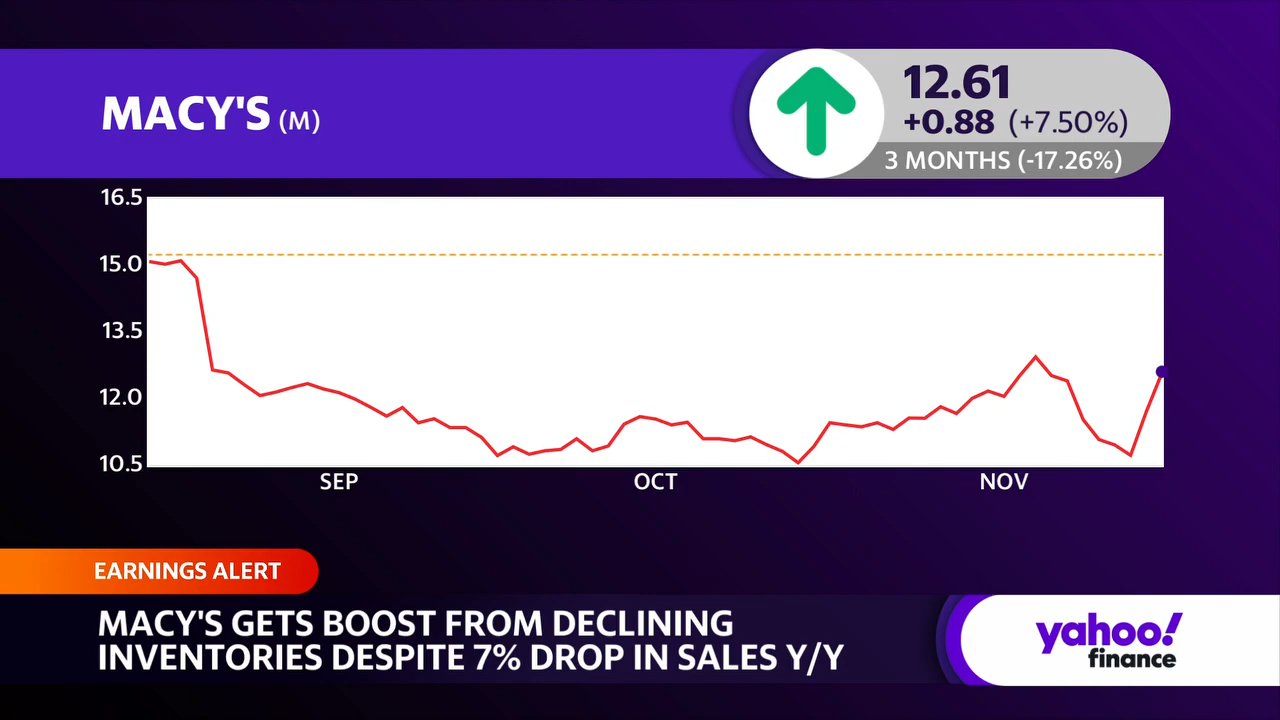 MACY'S (M)
12.61
+0.88 (+7.50%)
3 MONTHS (-17.26%)
16.5
15.0
13.5
12.0
10.5
SEP OCT NOV
EARNINGS ALERT
MACY'S GETS BOOST FROM DECLINING
INVENTORIES DESPITE 7% DROP IN SALES Y/Y
yahoo!
finance